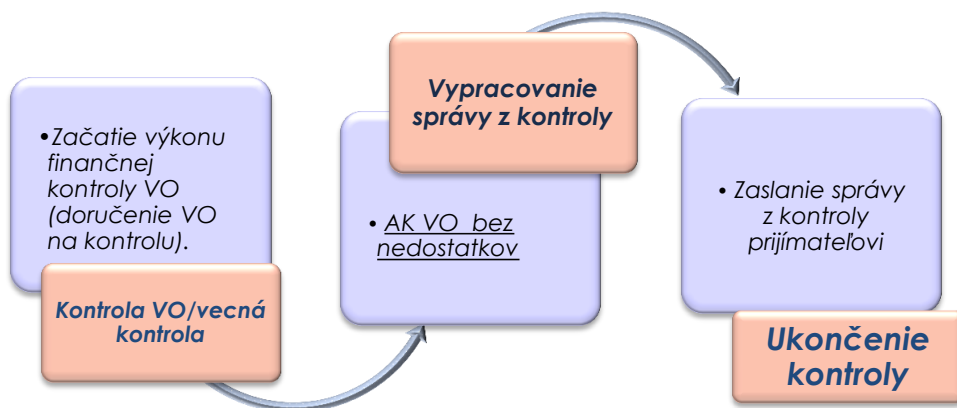 •Začatie výkonu
finančnej
kontroly VO
(doručenie VO
na kontrolu).
Kontrola VO/vecná
kontrola
Vypracovanie
správy z kontroly
• AK VO bez
nedostatkov
• Zaslanie správy
z kontroly
prijímateľovi
Ukončenie
kontroly